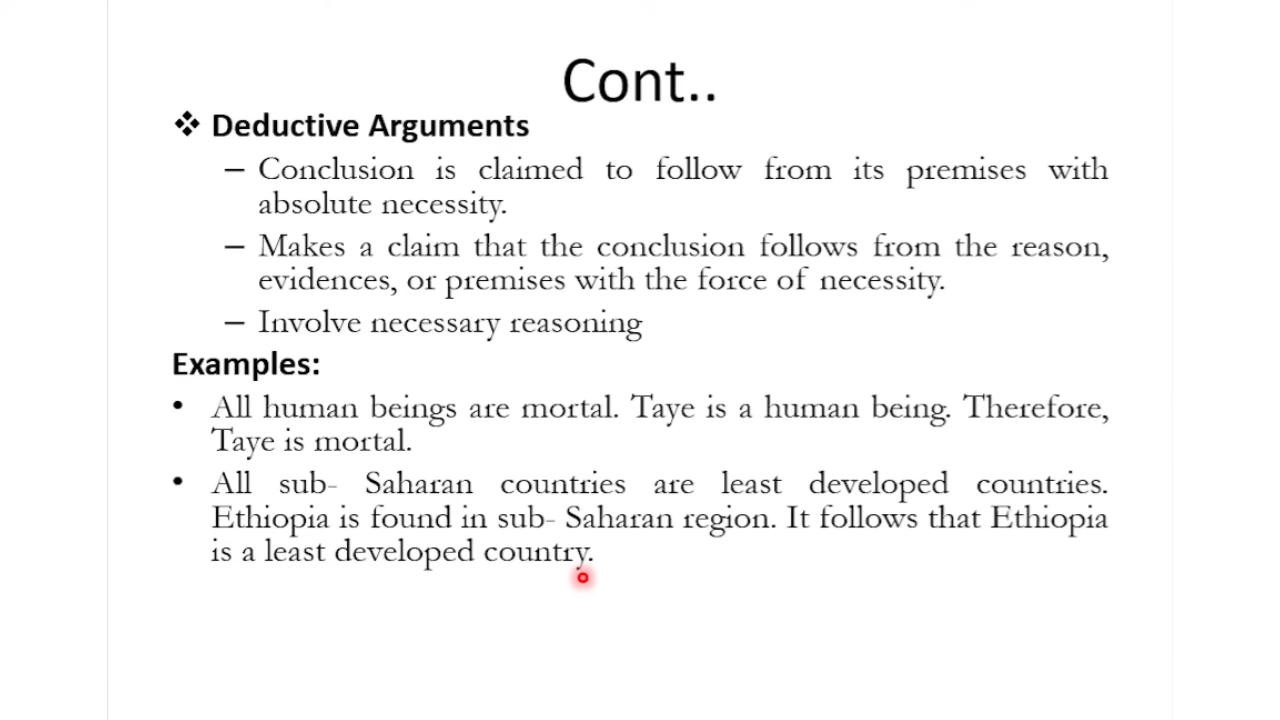 Cont..
❖ Deductive Arguments
– Conclusion is claimed to follow from its premises with
absolute necessity.
– Makes a claim that the conclusion follows from the reason,
evidences, or premises with the force of necessity.
– Involve necessary reasoning
Examples:
• All human beings are mortal. Taye is a human being. Therefore,
Taye is mortal.
• All sub- Saharan countries are least developed countries.
Ethiopia is found in sub- Saharan region. It follows that Ethiopia
is a least developed country.